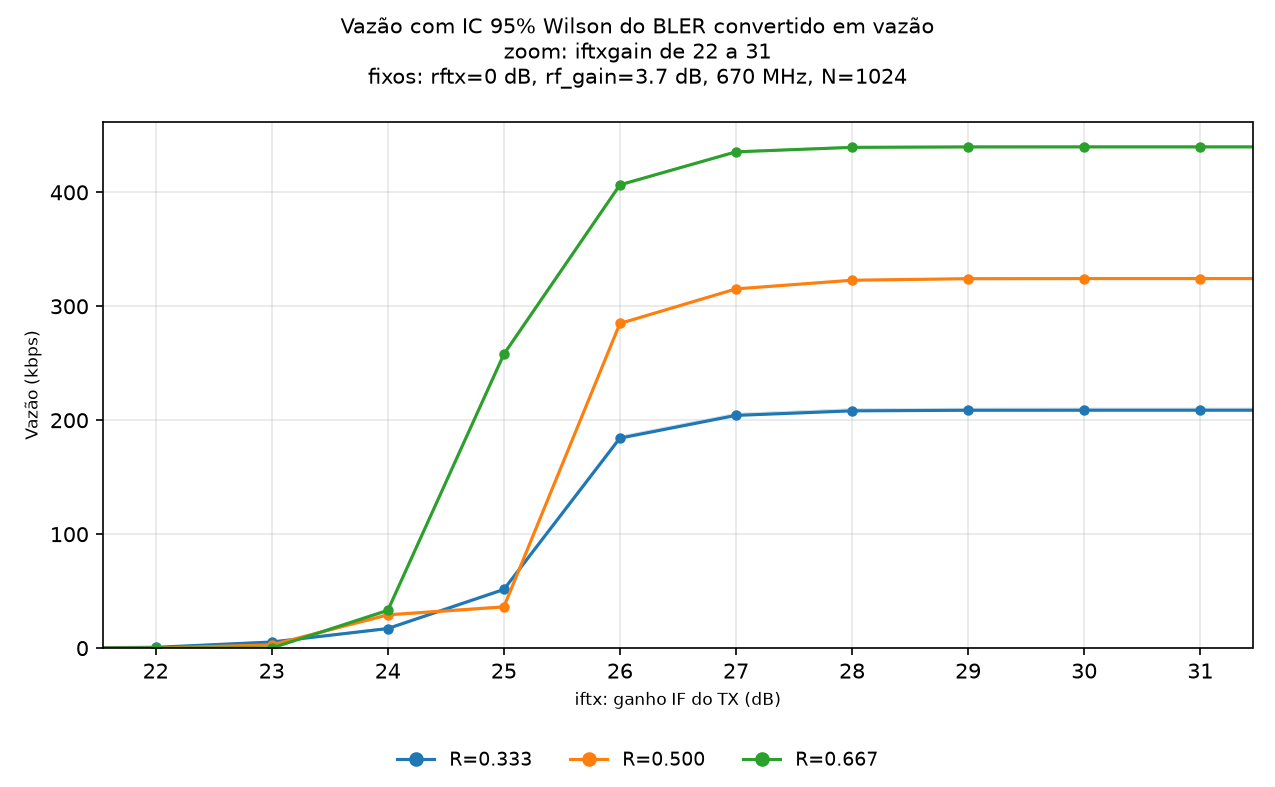 Vazão com IC 95% Wilson do BLER convertido em vazão
zoom: iftxgain de 22 a 31
fixos: rftx=0 dB, rf_gain=3.7 dB, 670 MHz, N=1024
Vazão (kbps)
400
300
200
100
0
22 23 24 25 26 27 28 29 30 31
iftx: ganho IF do TX (dB)
R=0.333 R=0.500 R=0.667